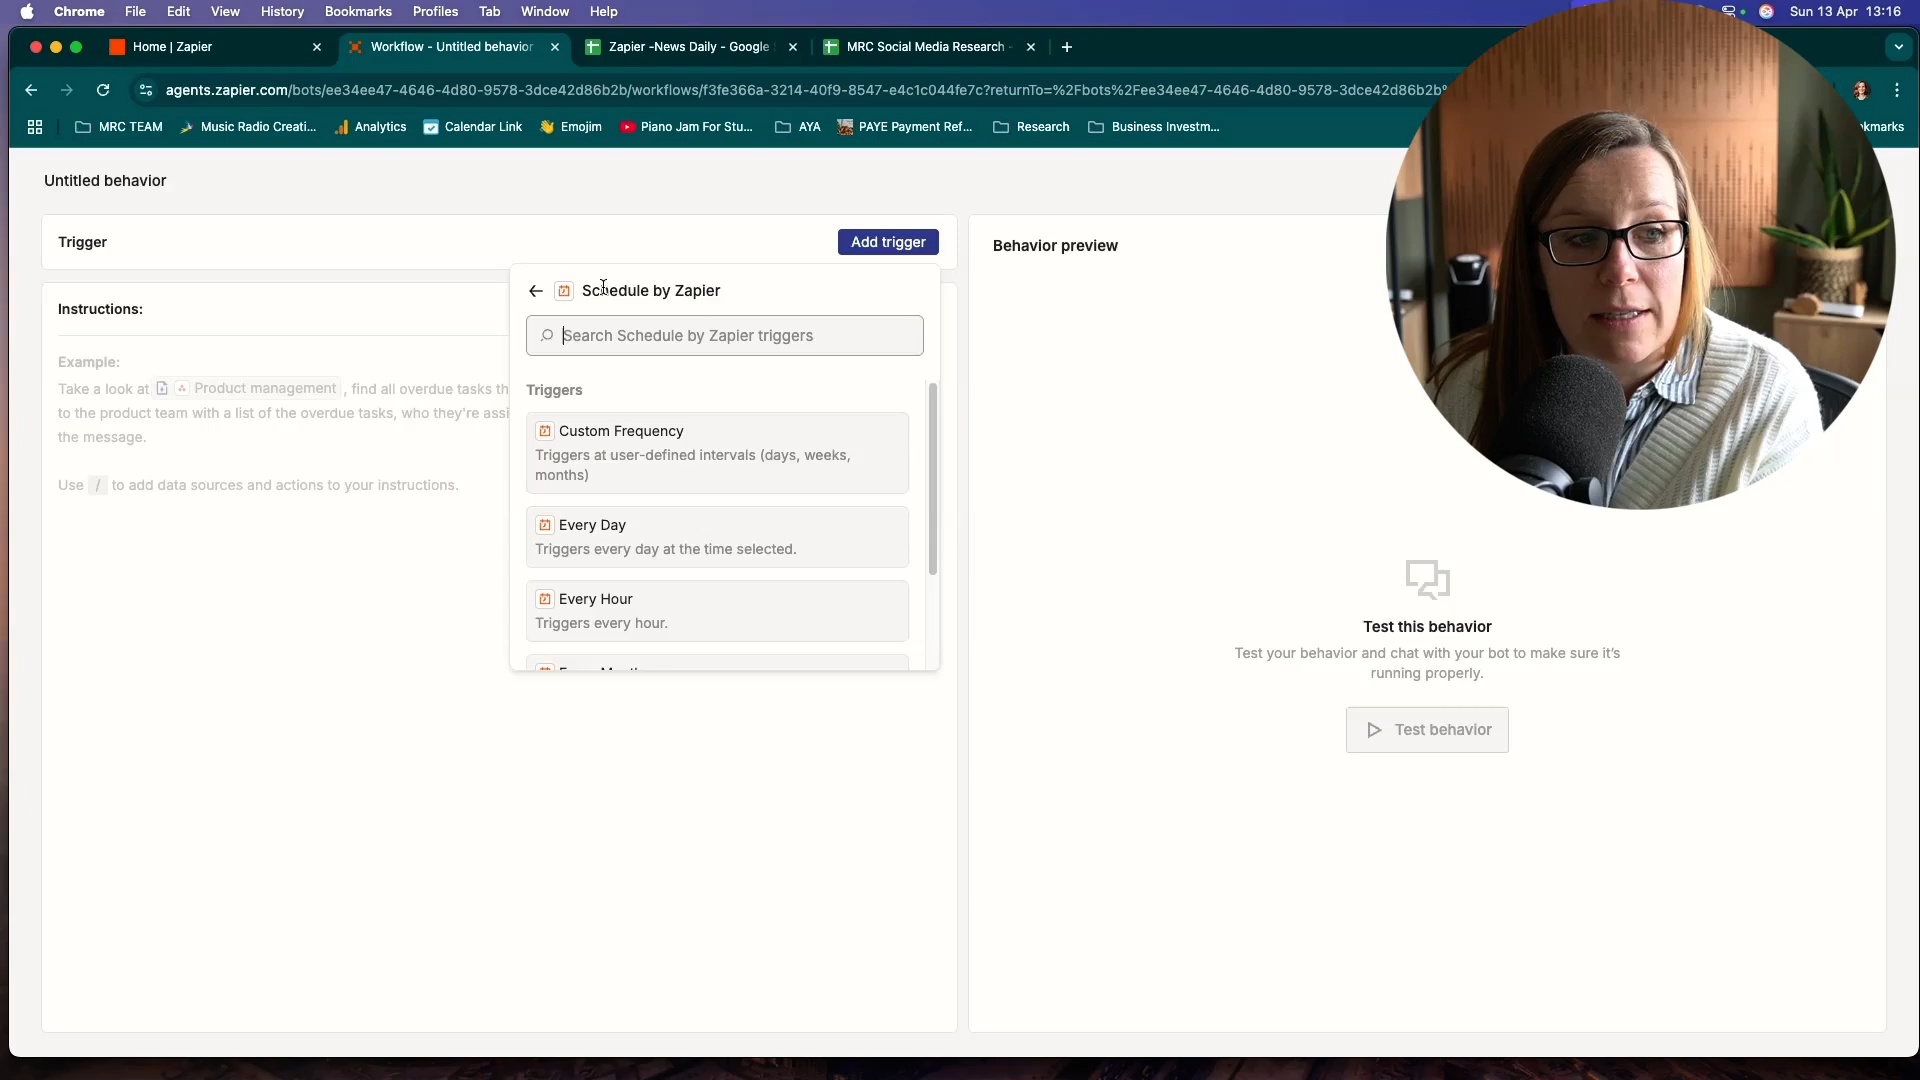 Chrome File Edit View History Bookmarks Profiles Tab Window Help Sun 13 Apr 13:16
Home | Zapier Workflow - Untitled behavior Zapier -News Daily - Google MRC Social Media Research -
agents.zapier.com/bots/ee34ee47-4646-4d80-9578-3dce42d86b2b/workflows/f3fe366a-3214-40f9-8547-e4c1c044fe7c?returnTo=%2Fbots%2Fee34ee47-4646-4d80-9578-3dce42d86b2b
MRC TEAM Music Radio Creati... Analytics Calendar Link Emojim Piano Jam For Stu... AYA PAYE Payment Ref... Research Business Investm... kmarks
Untitled behavior
Trigger
Add trigger
Behavior preview
Schedule by Zapier
Instructions:
Search Schedule by Zapier triggers
Example:
Take a look at Product management , find all overdue tasks
to the product team with a list of the overdue tasks, who they're
the message.
Use / to add data sources and actions to your instructions.
Triggers
Custom Frequency
Triggers at user-defined intervals (days, weeks,
months)
Every Day
Triggers every day at the time selected.
Every Hour
Triggers every hour.
Test this behavior
Test your behavior and chat with your bot to make sure it's
running properly.
Test behavior